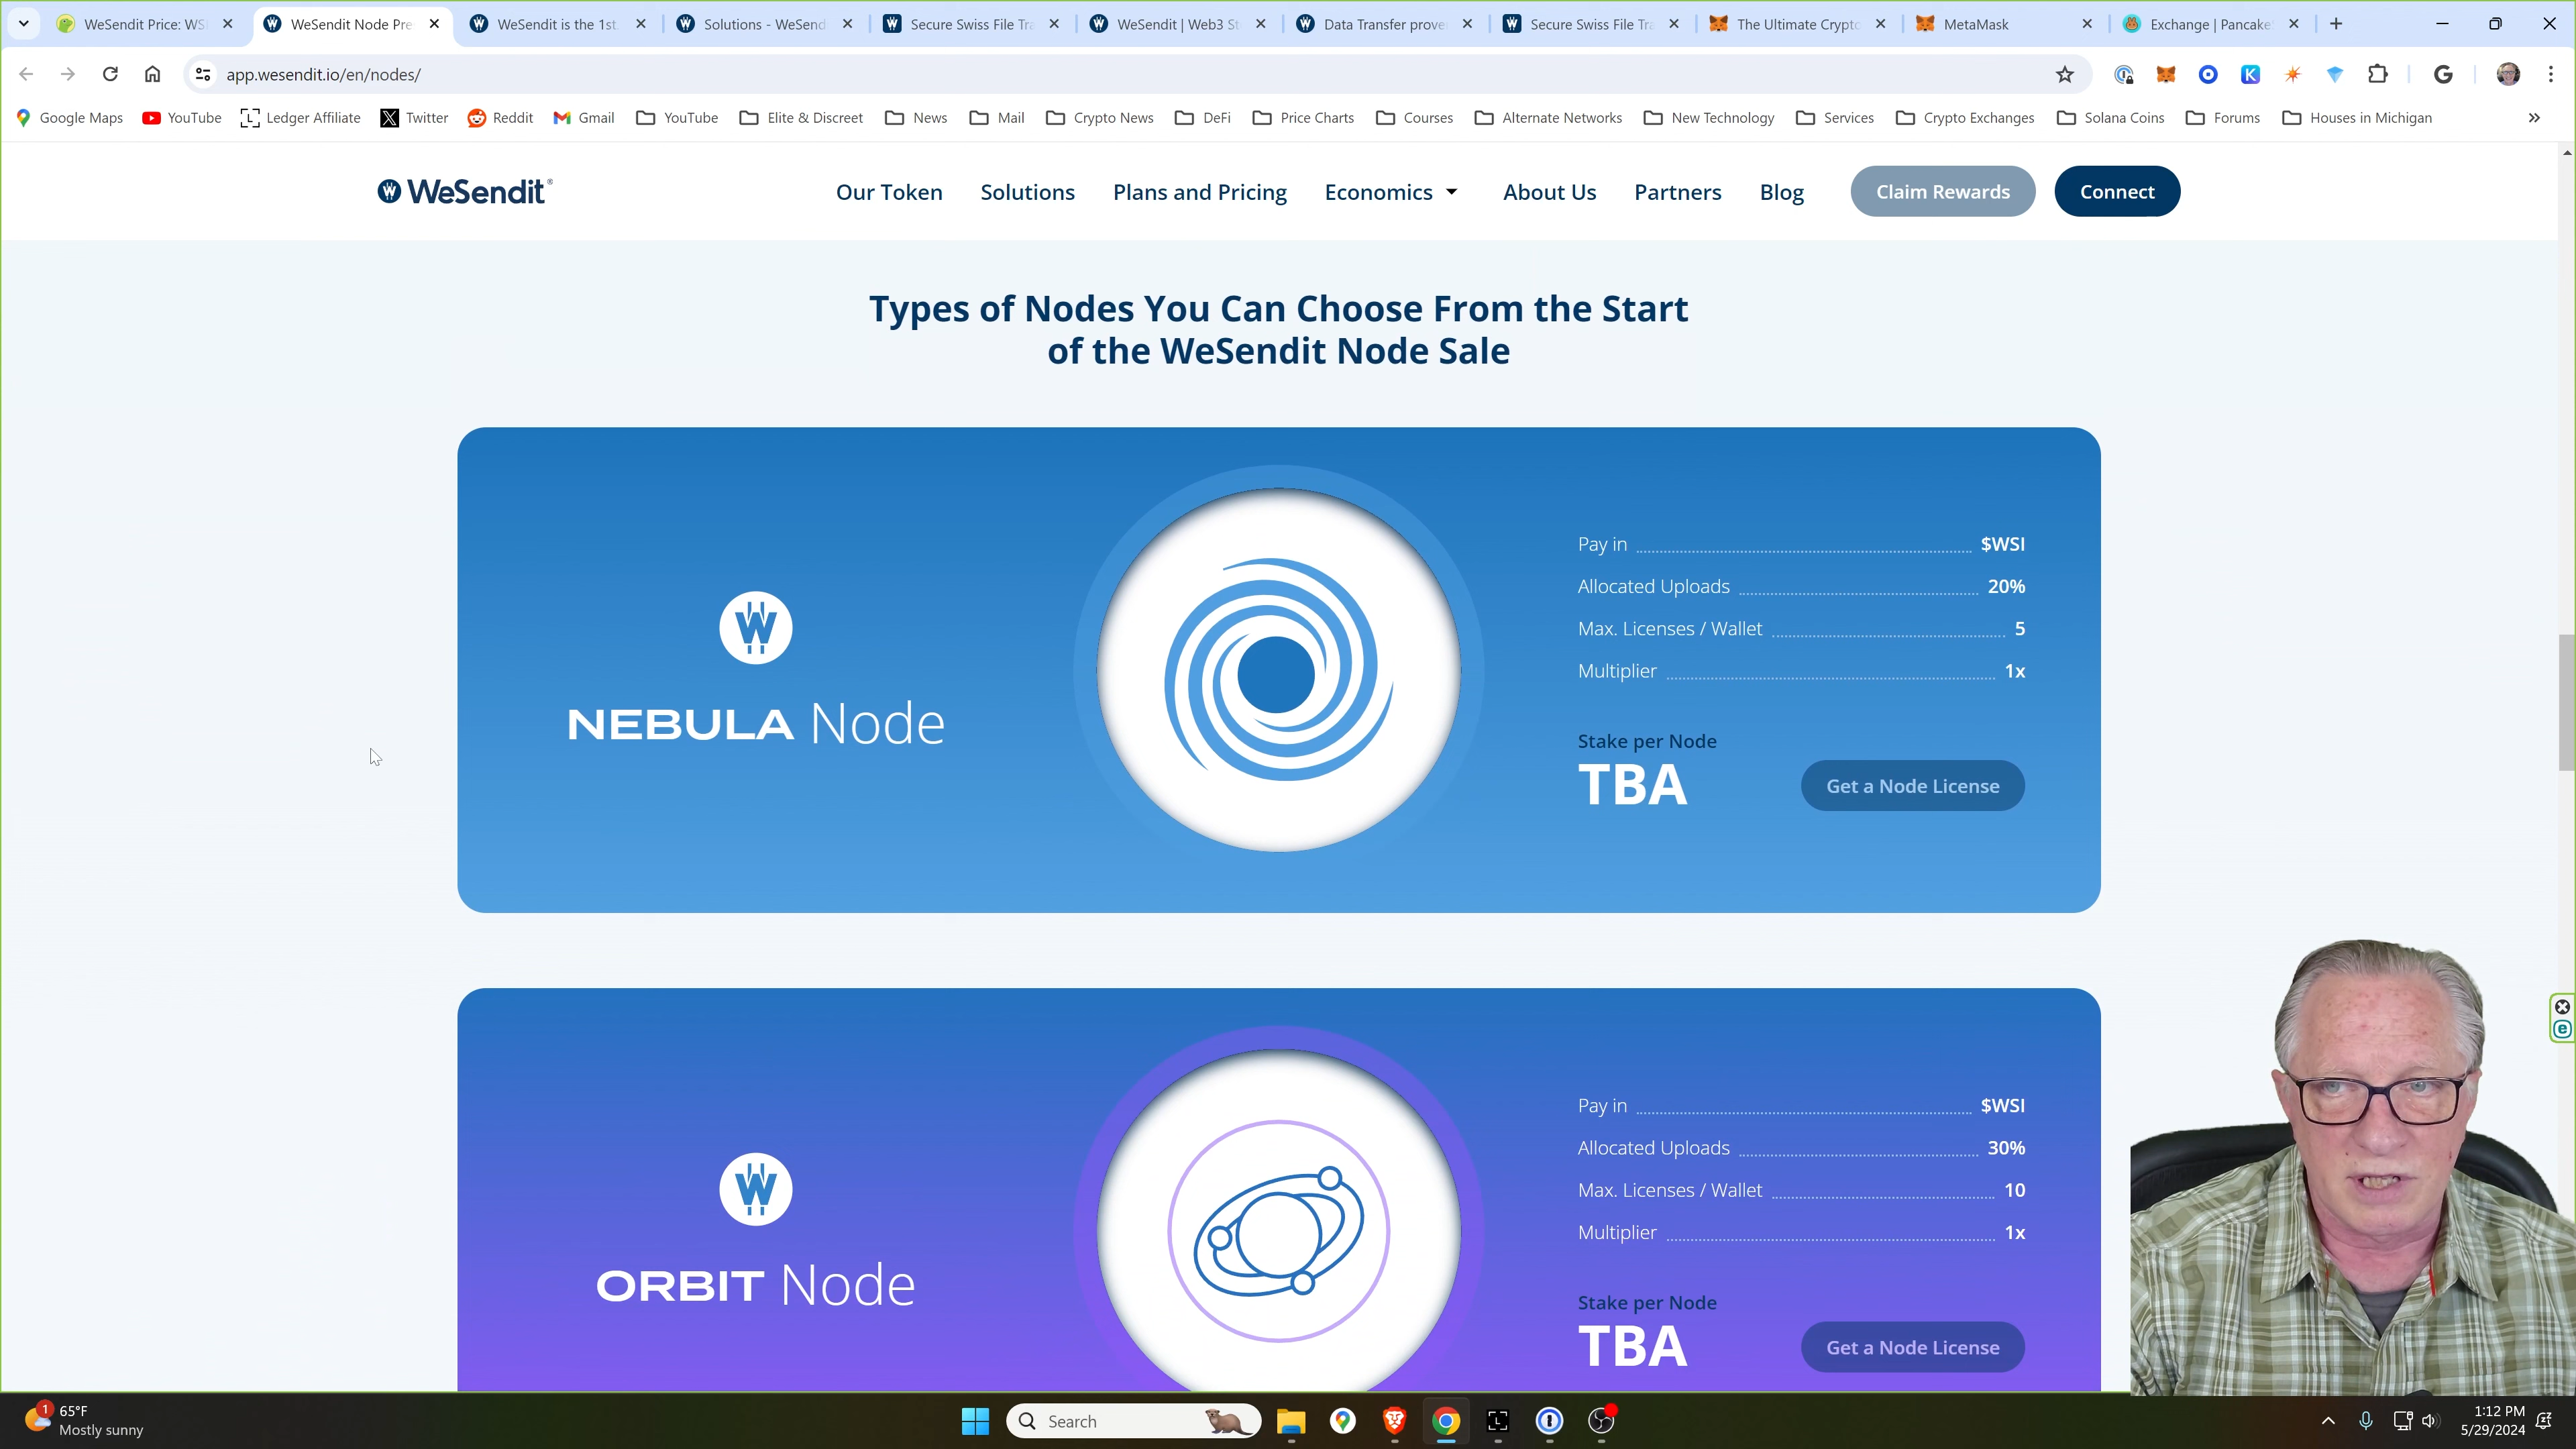 WeSendit Price: WS
WeSendit Node Pre
WeSendit is the 1st
Solutions - WeSend
Secure Swiss File Tra
WeSendit | Web3 St
Data Transfer prove
Secure Swiss File Tra
The Ultimate Crypto
MetaMask
Exchange | Pancake
app.wesendit.io/en/nodes/
Google Maps
YouTube
Ledger Affiliate
Twitter
Reddit
Gmail
YouTube
Elite & Discreet
News
Mail
Crypto News
DeFi
Price Charts
Courses
Alternate Networks
New Technology
Services
Crypto Exchanges
Solana Coins
Forums
Houses in Michigan
WeSendit®
Our Token
Solutions
Plans and Pricing
Economics
About Us
Partners
Blog
Claim Rewards
Connect
Types of Nodes You Can Choose From the Start
of the WeSendit Node Sale
NEBULA Node
Pay in $WSI
Allocated Uploads 20%
Max. Licenses / Wallet 5
Multiplier 1x
Stake per Node
TBA
Get a Node License
ORBIT Node
Pay in $WSI
Allocated Uploads 30%
Max. Licenses / Wallet 10
Multiplier 1x
Stake per Node
TBA
Get a Node License
1
65°F
Mostly sunny
Search
1:12 PM
5/29/2024